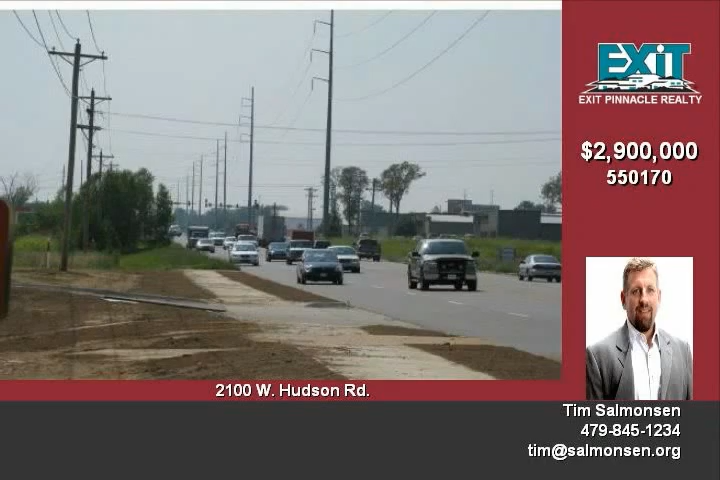 EXIT
EXIT PINNACLE REALTY
$2,900,000
550170
2100 W. Hudson Rd.
Tim Salmonsen
479-845-1234
tim@salmonsen.org